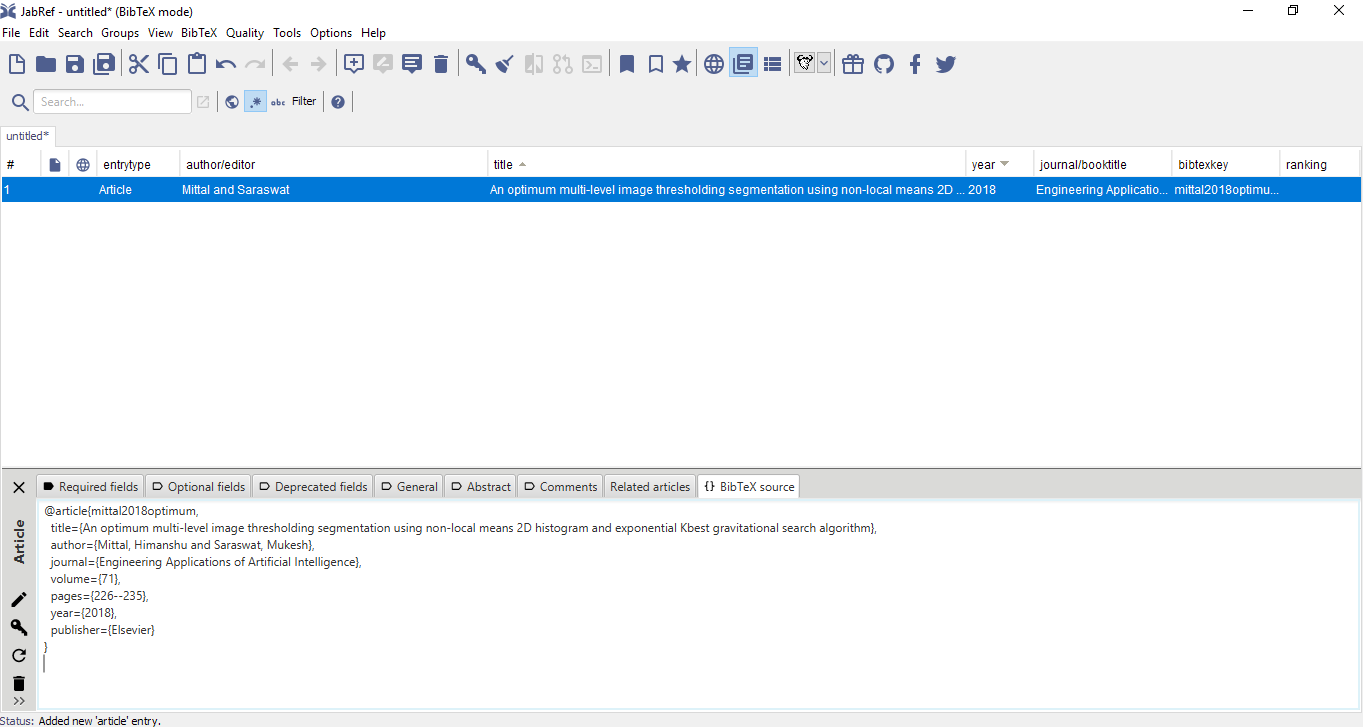 JabRef - untitled* (BibTeX mode)
File Edit Search Groups View BibTeX Quality Tools Options Help
Search... abc Filter ?
untitled*
# entrytype author/editor title year journal/booktitle bibtexkey ranking
1 Article Mittal and Saraswat An optimum multi-level image thresholding segmentation using non-local means 2D ... 2018 Engineering Applicatio... mittal2018optimu...
Required fields Optional fields Deprecated fields General Abstract Comments Related articles {} BibTeX source
Article
@article{mittal2018optimum,
title={An optimum multi-level image thresholding segmentation using non-local means 2D histogram and exponential Kbest gravitational search algorithm},
author={Mittal, Himanshu and Saraswat, Mukesh},
journal={Engineering Applications of Artificial Intelligence},
volume={71},
pages={226--235},
year={2018},
publisher={Elsevier}
}
Status: Added new 'article' entry.